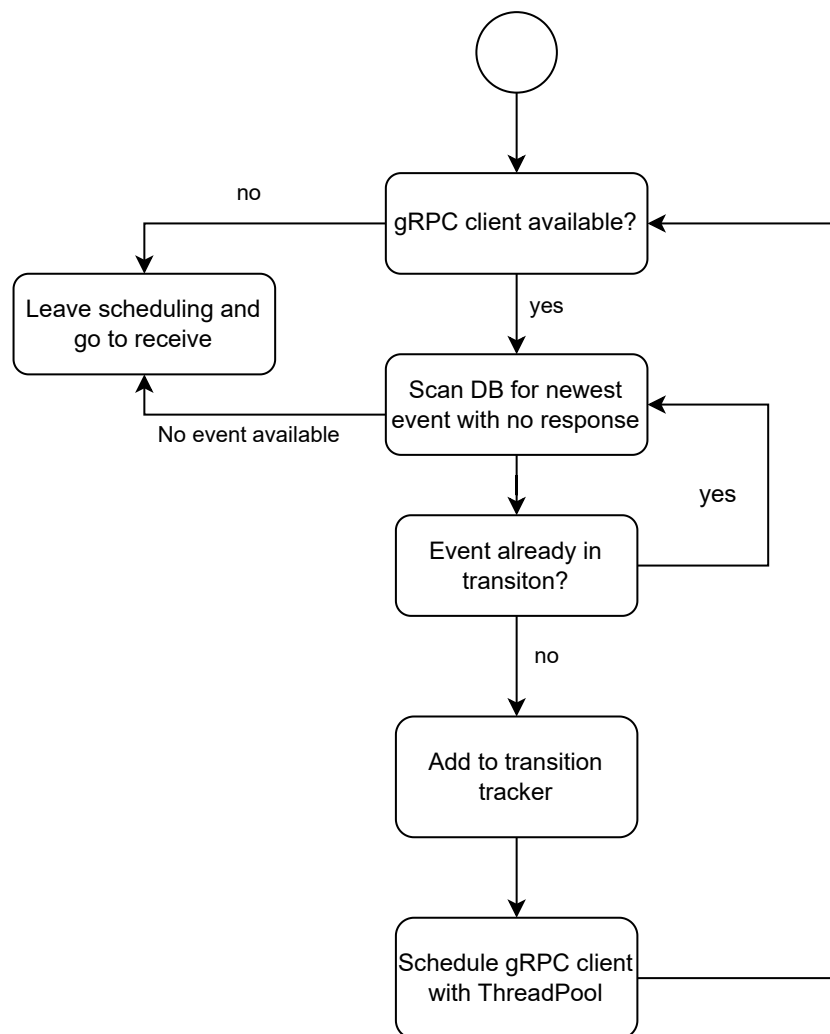 no
gRPC client available?
Leave scheduling and
go to receive
yes
Scan DB for newest
event with no response
No event available
yes
Event already in
transiton?
no
Add to transition
tracker
Schedule gRPC client
with ThreadPool